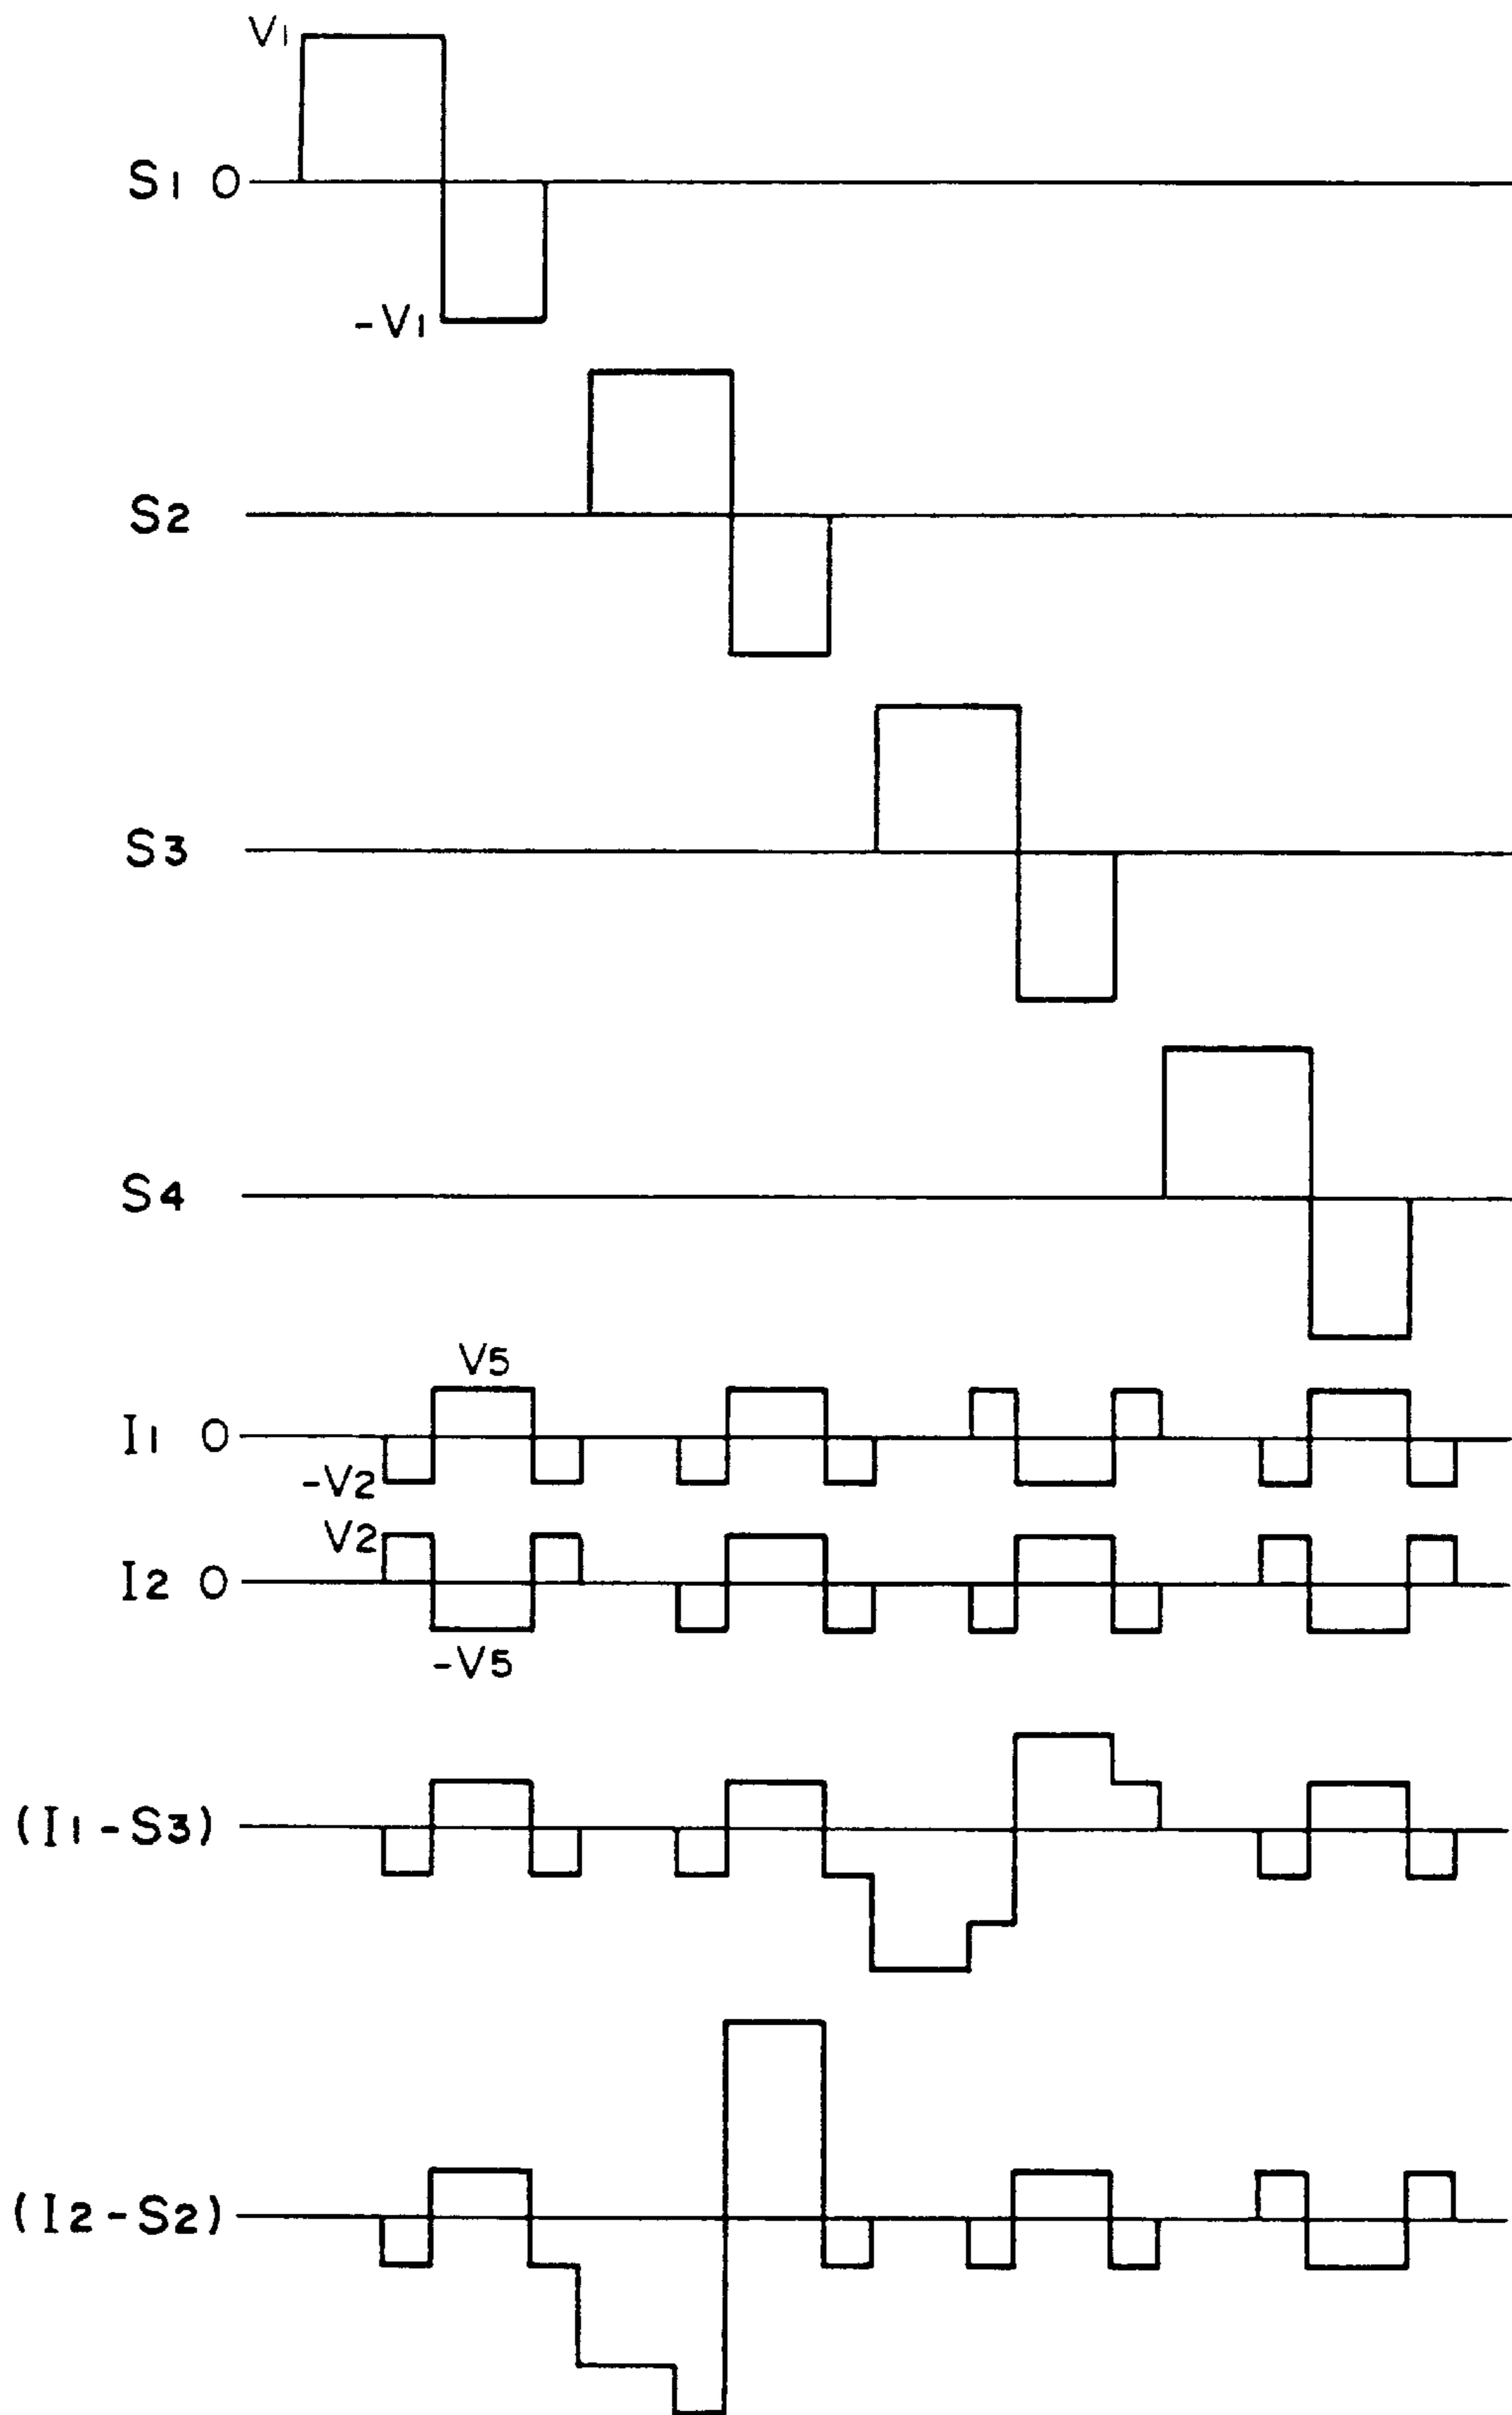 V1
S1 0
-V1
S2
S3
S4
V5
I1 0
-V2
V2
I2 0
-V5
(I1-S3)
(I2-S2)